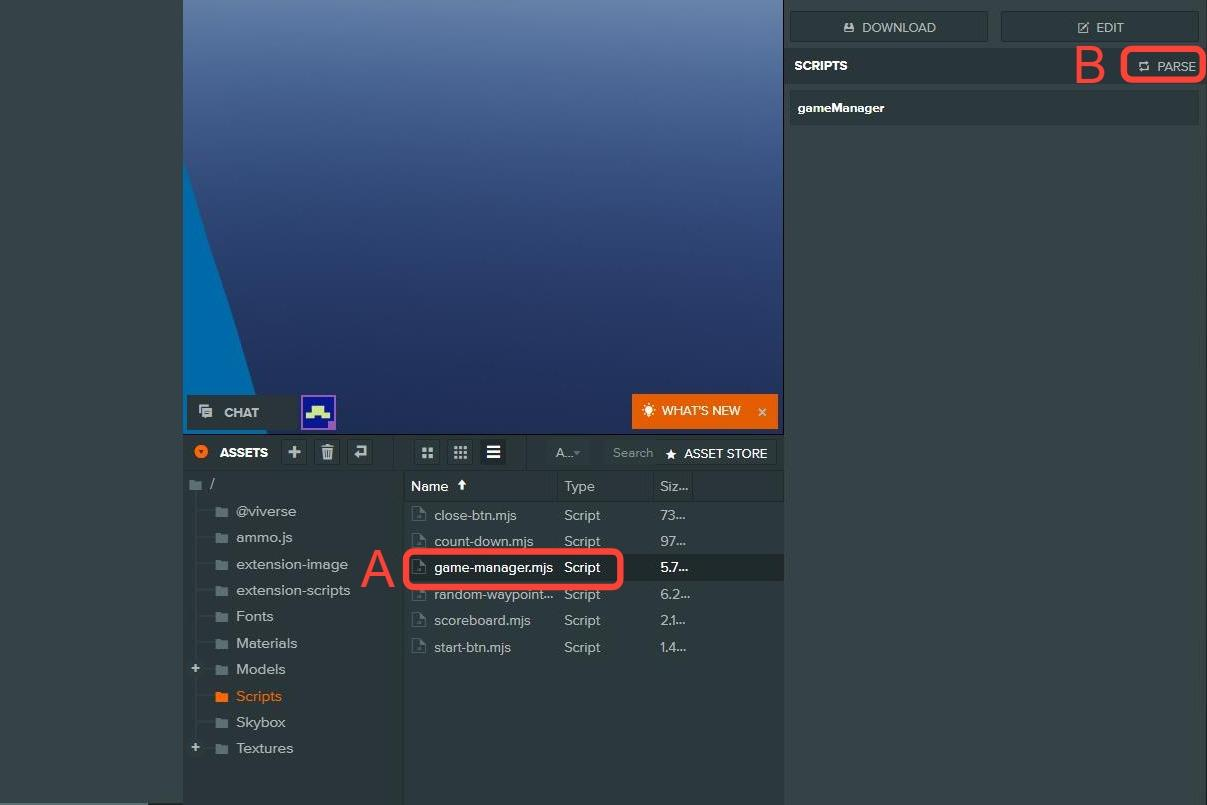 DOWNLOAD EDIT
SCRIPTS B PARSE
gameManager
CHAT WHAT'S NEW ×
ASSETS A... Search ASSET STORE
/
@viverse
ammo.js
extension-image
extension-scripts
Fonts
Materials
Models
Scripts
Skybox
Textures
Name Type Siz...
close-btn.mjs Script 73...
count-down.mjs Script 97...
A game-manager.mjs Script 5.7...
random-waypoint... Script 6.2...
scoreboard.mjs Script 2.1...
start-btn.mjs Script 1.4...